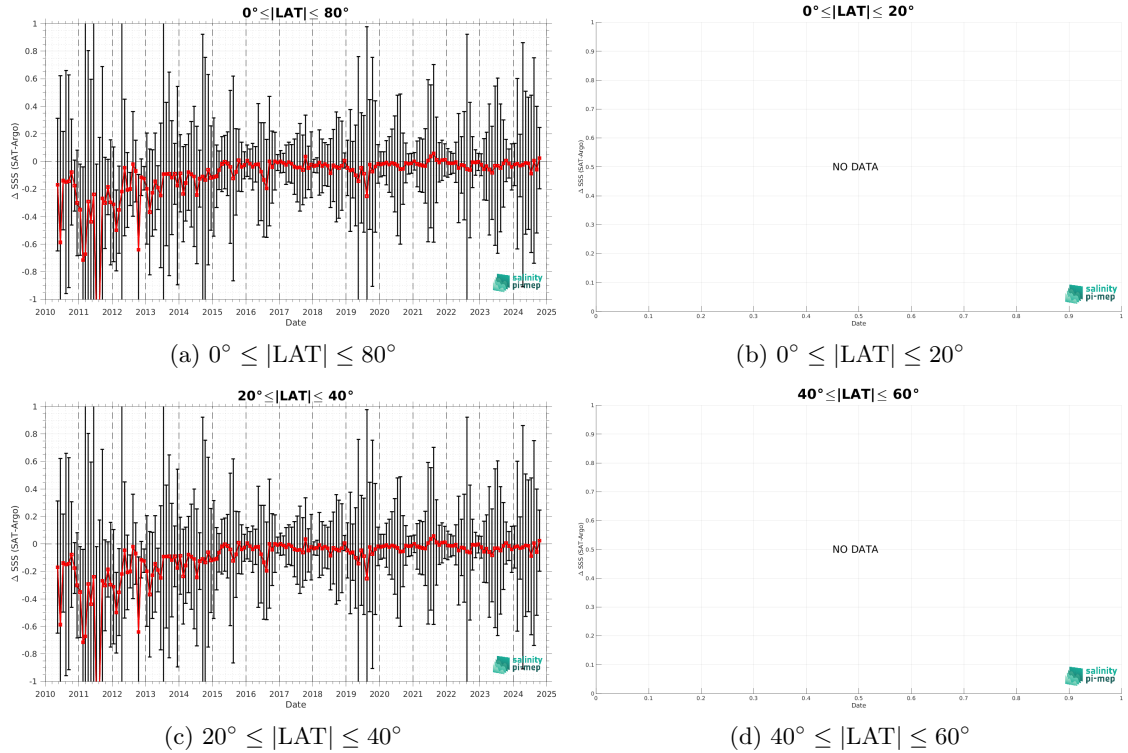 0°≤|LAT|≤ 80°
Δ SSS (SAT-Argo)
1
0.8
0.6
0.4
0.2
0
-0.2
-0.4
-0.6
-0.8
-1
2010 2011 2012 2013 2014 2015 2016 2017 2018 2019 2020 2021 2022 2023 2024 2025
Date
salinity
pi-mep
(a) 0° ≤ |LAT| ≤ 80°
0°≤|LAT|≤ 20°
Δ SSS (SAT-Argo)
1
0.9
0.8
0.7
0.6
0.5
0.4
0.3
0.2
0.1
0
NO DATA
0 0.1 0.2 0.3 0.4 0.5 0.6 0.7 0.8 0.9 1
Date
salinity
pi-mep
(b) 0° ≤ |LAT| ≤ 20°
20°≤|LAT|≤ 40°
Δ SSS (SAT-Argo)
1
0.8
0.6
0.4
0.2
0
-0.2
-0.4
-0.6
-0.8
-1
2010 2011 2012 2013 2014 2015 2016 2017 2018 2019 2020 2021 2022 2023 2024 2025
Date
salinity
pi-mep
(c) 20° ≤ |LAT| ≤ 40°
40°≤|LAT|≤ 60°
Δ SSS (SAT-Argo)
1
0.9
0.8
0.7
0.6
0.5
0.4
0.3
0.2
0.1
0
NO DATA
0 0.1 0.2 0.3 0.4 0.5 0.6 0.7 0.8 0.9 1
Date
salinity
pi-mep
(d) 40° ≤ |LAT| ≤ 60°